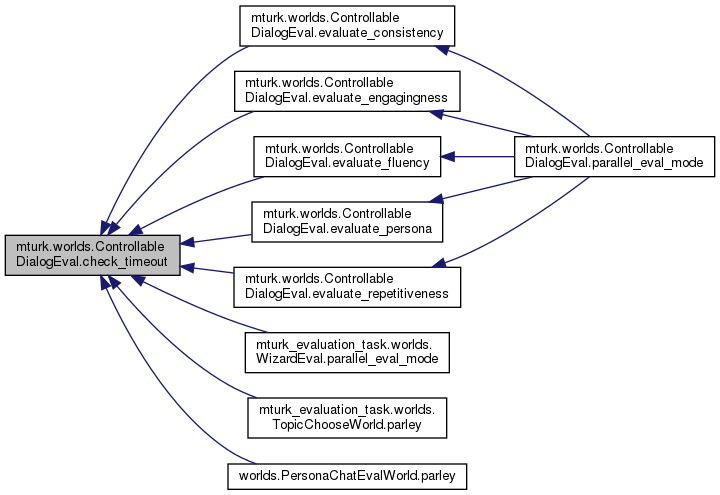 mturk.worlds.Controllable
DialogEval.evaluate_consistency
mturk.worlds.Controllable
DialogEval.evaluate_engagingness
mturk.worlds.Controllable
DialogEval.evaluate_fluency
mturk.worlds.Controllable
DialogEval.parallel_eval_mode
mturk.worlds.Controllable
DialogEval.evaluate_persona
mturk.worlds.Controllable
DialogEval.check_timeout
mturk.worlds.Controllable
DialogEval.evaluate_repetitiveness
mturk_evaluation_task.worlds.
WizardEval.parallel_eval_mode
mturk_evaluation_task.worlds.
TopicChooseWorld.parley
worlds.PersonaChatEvalWorld.parley